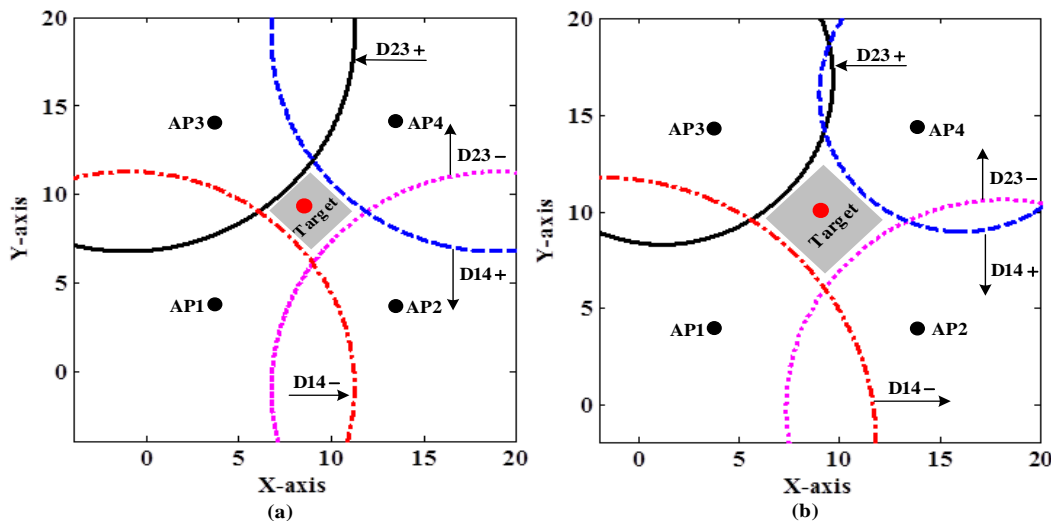 20
15
10
5
0
Y-axis
D23+
AP3
AP4
D23-
Target
D14+
AP1
AP2
D14-
0
5
10
15
20
X-axis
(a)
20
15
10
5
0
Y-axis
D23+
AP3
AP4
D23-
Target
D14+
AP1
AP2
D14-
0
5
10
15
20
X-axis
(b)